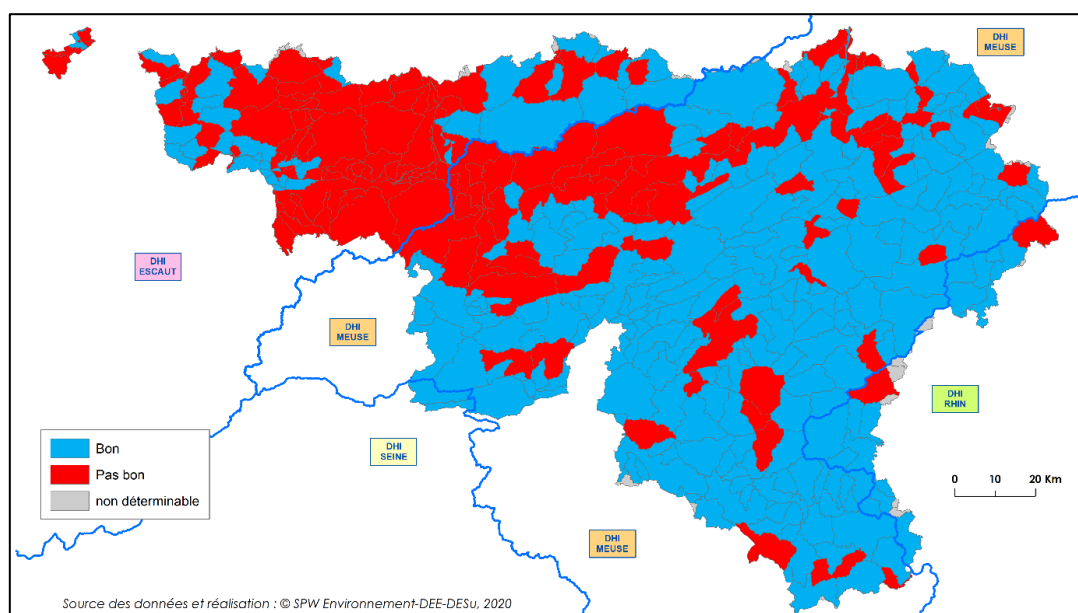 DHI
MEUSE
DHI
ESCAUT
DHI
MEUSE
DHI
RHIN
DHI
SEINE
Bon
Pas bon
non déterminable
0 20 Km
DHI
MEUSE
Source des données et réalisation : © SPW Environnement-DEE-DESu, 2020